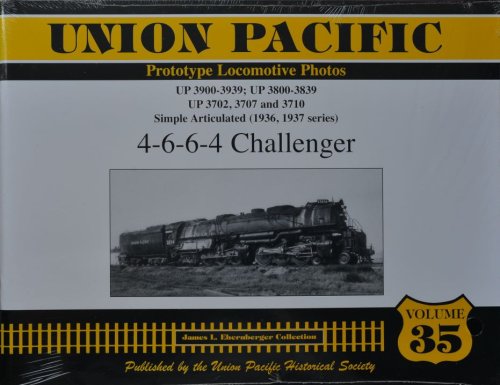 UNION PACIFIC
Prototype Locomotive Photos
UP 3900-3939; UP 3800-3839
UP 3702, 3707 and 3710
Simple Articulated (1936, 1937 series)
4-6-6-4 Challenger
VOLUME
35
James L. Ehernberger Collection
Published by the Union Pacific Historical Society